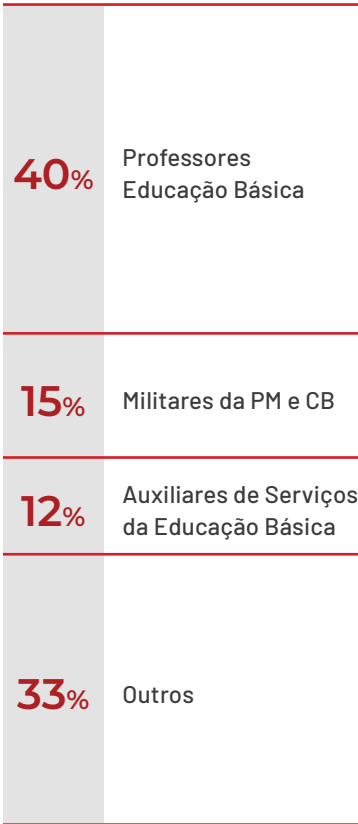 40%
Professores
Educação Básica
15%
Militares da PM e CB
12%
Auxiliares de Serviços
da Educação Básica
33%
Outros